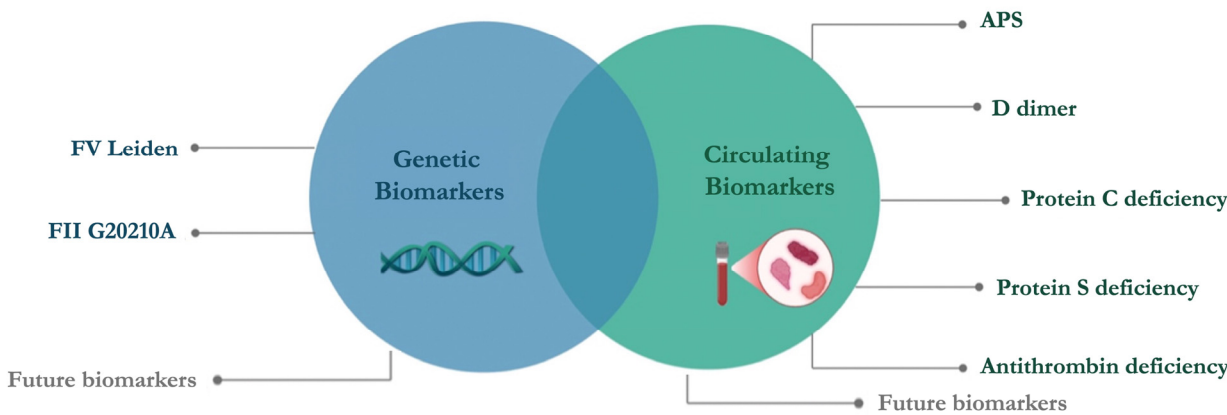 FV Leiden
FII G20210A
Future biomarkers
Genetic
Biomarkers
Circulating
Biomarkers
APS
D dimer
Protein C deficiency
Protein S deficiency
Antithrombin deficiency
Future biomarkers